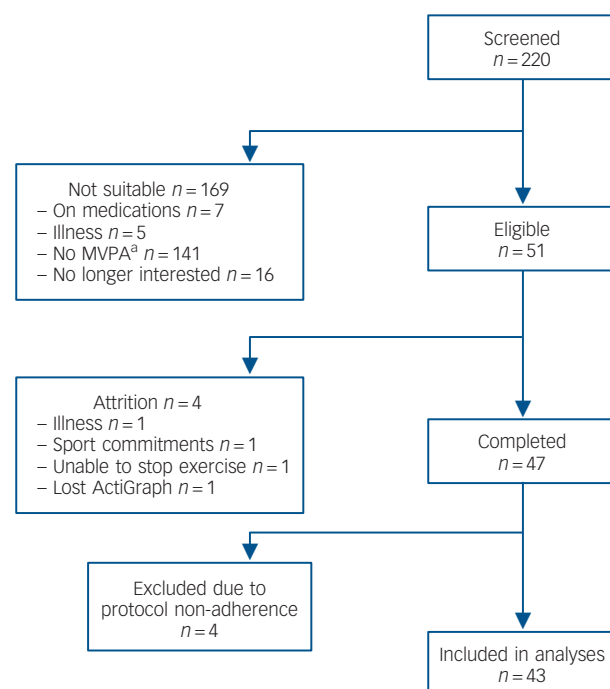 Screened
n = 220
Not suitable n = 169
– On medications n = 7
– Illness n = 5
– No MVPAᵃ n = 141
– No longer interested n = 16
Eligible
n = 51
Attrition n = 4
– Illness n = 1
– Sport commitments n = 1
– Unable to stop exercise n = 1
– Lost ActiGraph n = 1
Completed
n = 47
Excluded due to
protocol non-adherence
n = 4
Included in analyses
n = 43